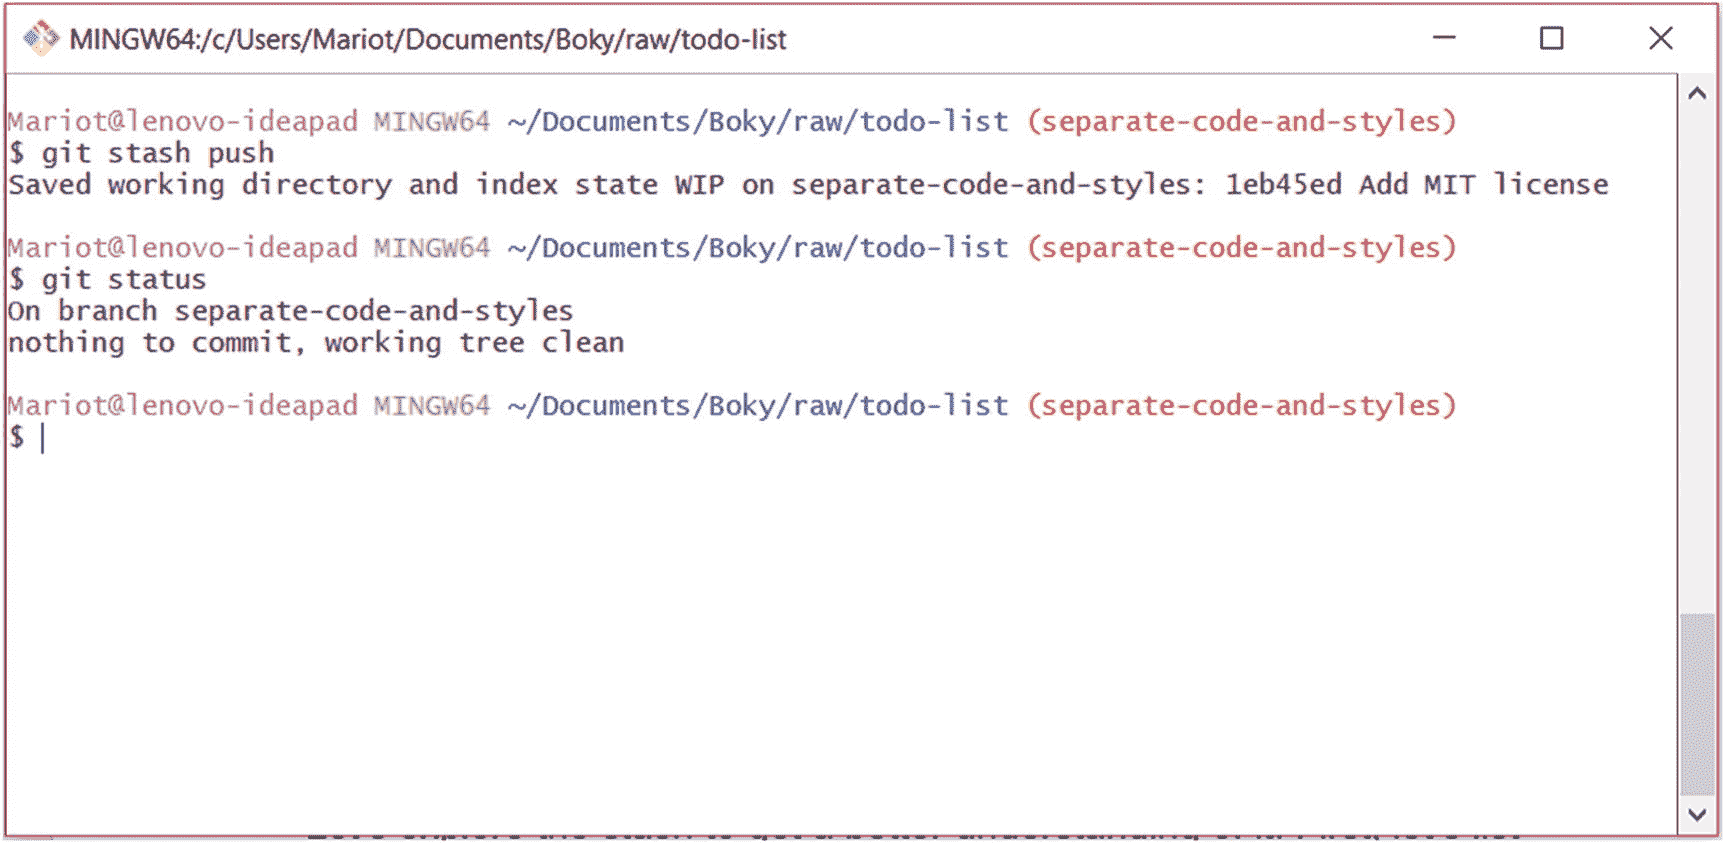 MINGW64:/c/Users/Mariot/Documents/Boky/raw/todo-list
Mariot@lenovo-ideapad MINGW64 ~/Documents/Boky/raw/todo-list (separate-code-and-styles)
$ git stash push
Saved working directory and index state WIP on separate-code-and-styles: 1eb45ed Add MIT license
Mariot@lenovo-ideapad MINGW64 ~/Documents/Boky/raw/todo-list (separate-code-and-styles)
$ git status
On branch separate-code-and-styles
nothing to commit, working tree clean
Mariot@lenovo-ideapad MINGW64 ~/Documents/Boky/raw/todo-list (separate-code-and-styles)
$